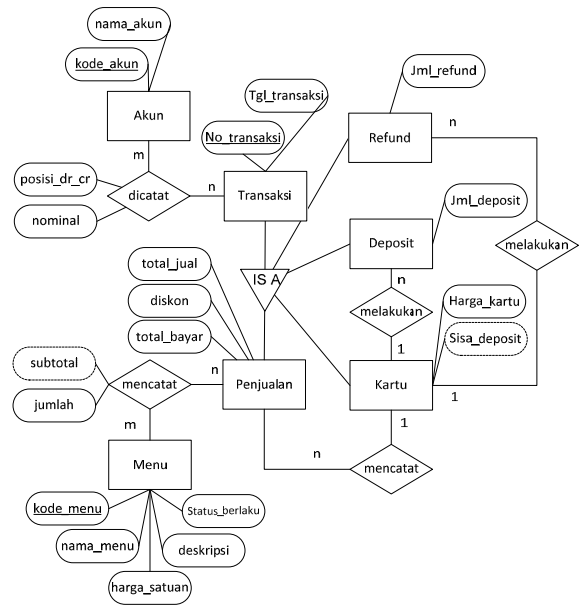 nama_akun
kode_akun
Akun
m
Tgl_transaksi
No_transaksi
Jml_refund
Refund
n
posisi_dr_cr
nominal
dicatat
n
Transaksi
Jml_deposit
Deposit
n
melakukan
total_jual
diskon
total_bayar
IS A
melakukan
1
Harga_kartu
Sisa_deposit
subtotal
jumlah
mencatat
n
Penjualan
Kartu
1
1
m
n
mencatat
Menu
kode_menu
nama_menu
harga_satuan
deskripsi
Status_berlaku